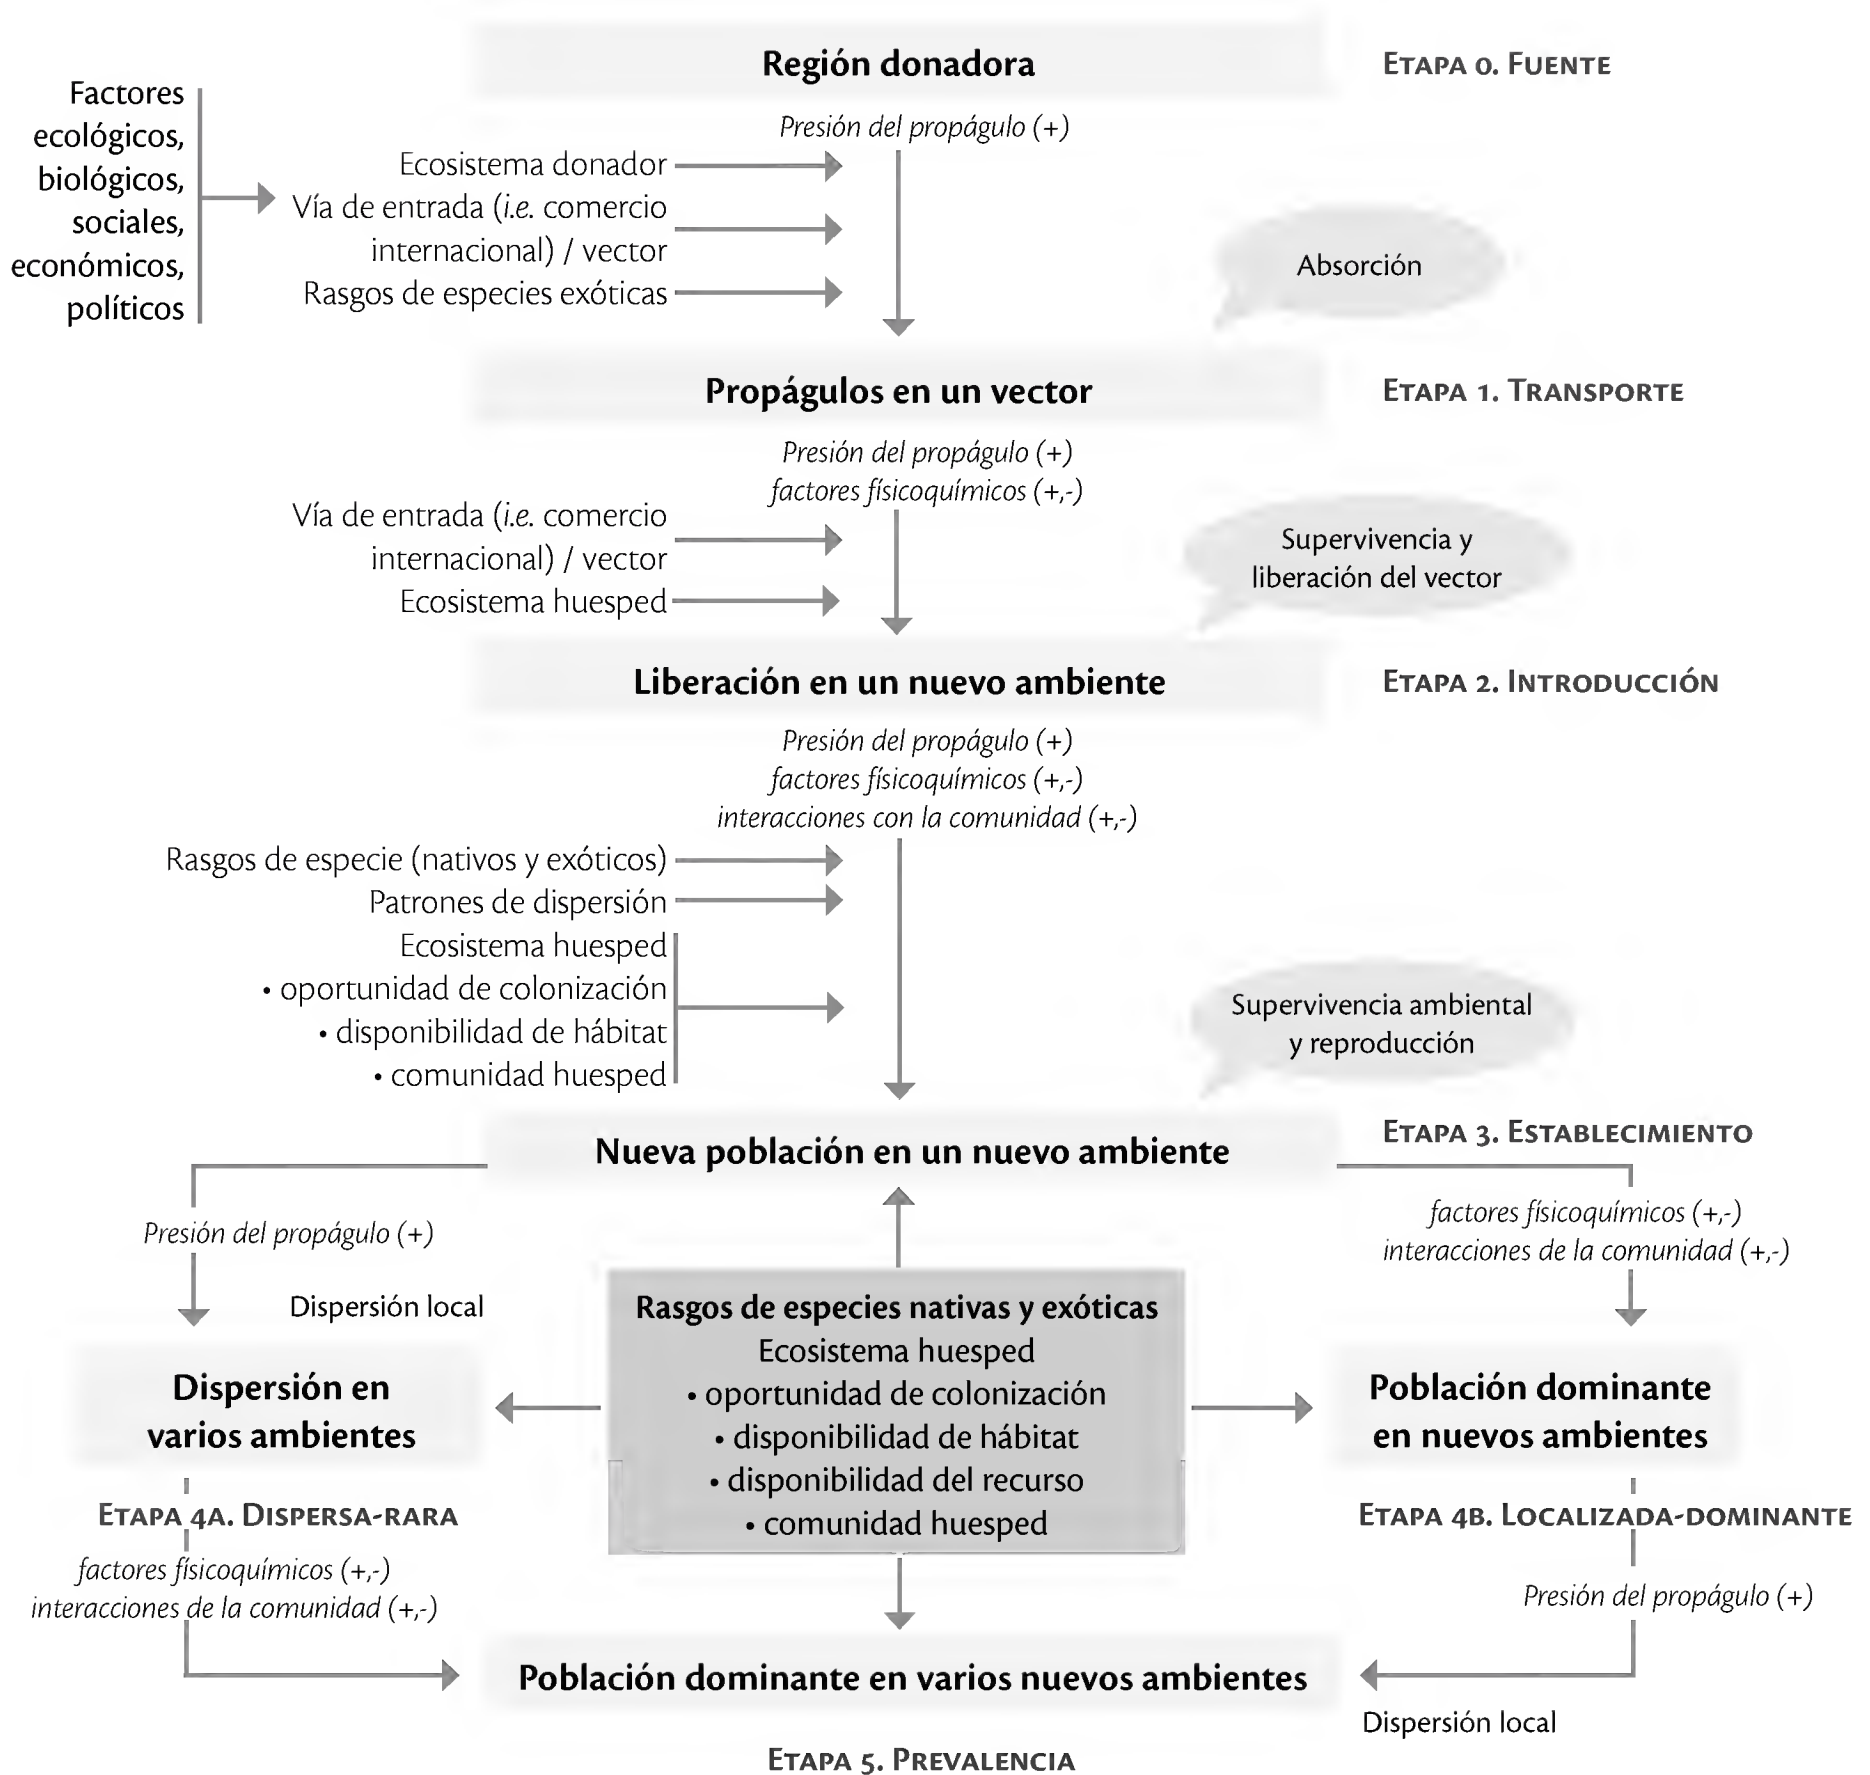 Región donadora
ETAPA 0. FUENTE
Factores
ecológicos,
biológicos,
sociales,
económicos,
políticos
Presión del propágulo (+)
Ecosistema donador
Vía de entrada (i.e. comercio
internacional) / vector
Rasgos de especies exóticas
Absorción
Propágulos en un vector
ETAPA 1. TRANSPORTE
Presión del propágulo (+)
factores físicoquímicos (+,-)
Vía de entrada (i.e. comercio
internacional) / vector
Ecosistema huesped
Supervivencia y
liberación del vector
Liberación en un nuevo ambiente
ETAPA 2. INTRODUCCIÓN
Presión del propágulo (+)
factores físicoquímicos (+,-)
interacciones con la comunidad (+,-)
Rasgos de especie (nativos y exóticos)
Patrones de dispersión
Ecosistema huesped
• oportunidad de colonización
• disponibilidad de hábitat
• comunidad huesped
Supervivencia ambiental
y reproducción
Nueva población en un nuevo ambiente
ETAPA 3. ESTABLECIMIENTO
Presión del propágulo (+)
Dispersión local
factores físicoquímicos (+,-)
interacciones de la comunidad (+,-)
Dispersión en
varios ambientes
Rasgos de especies nativas y exóticas
Ecosistema huesped
• oportunidad de colonización
• disponibilidad de hábitat
• disponibilidad del recurso
• comunidad huesped
Población dominante
en nuevos ambientes
ETAPA 4A. DISPERSA-RARA
factores físicoquímicos (+,-)
interacciones de la comunidad (+,-)
ETAPA 4B. LOCALIZADA-DOMINANTE
Presión del propágulo (+)
Población dominante en varios nuevos ambientes
Dispersión local
ETAPA 5. PREVALENCIA